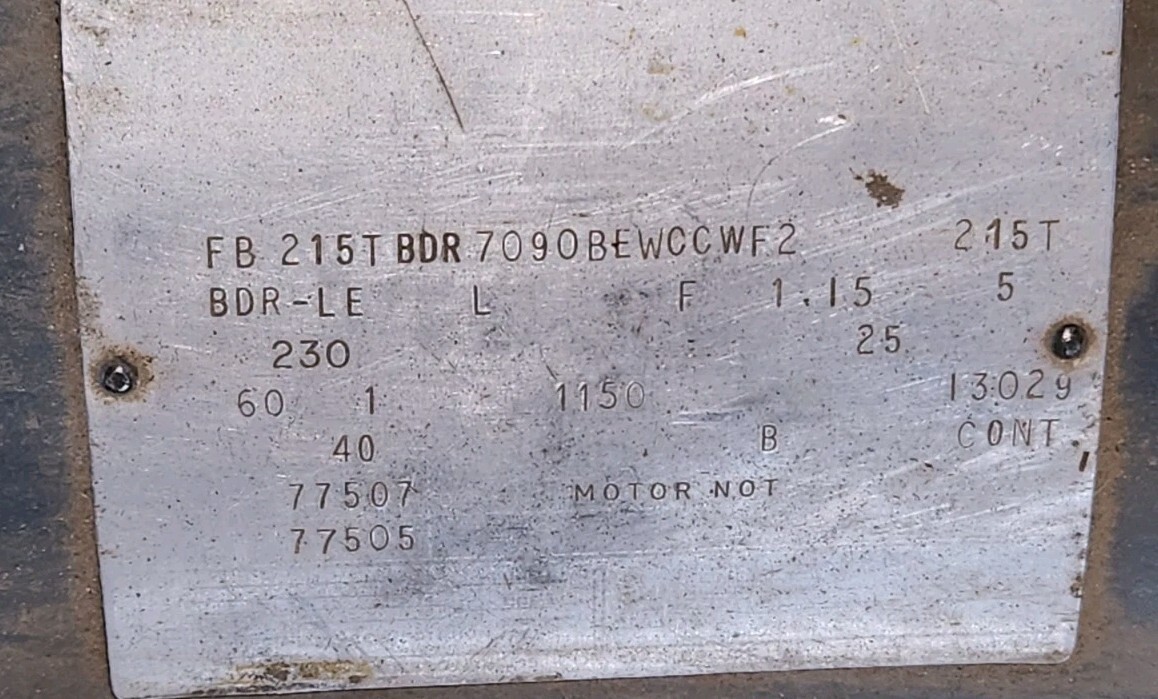 FB 215T BDR 7090BEWCCWF2 215T
BDR-LE L F 1.15 5
230 25
60 1 1150 13029
40 B CONT.
77507 MOTOR NOT
77505